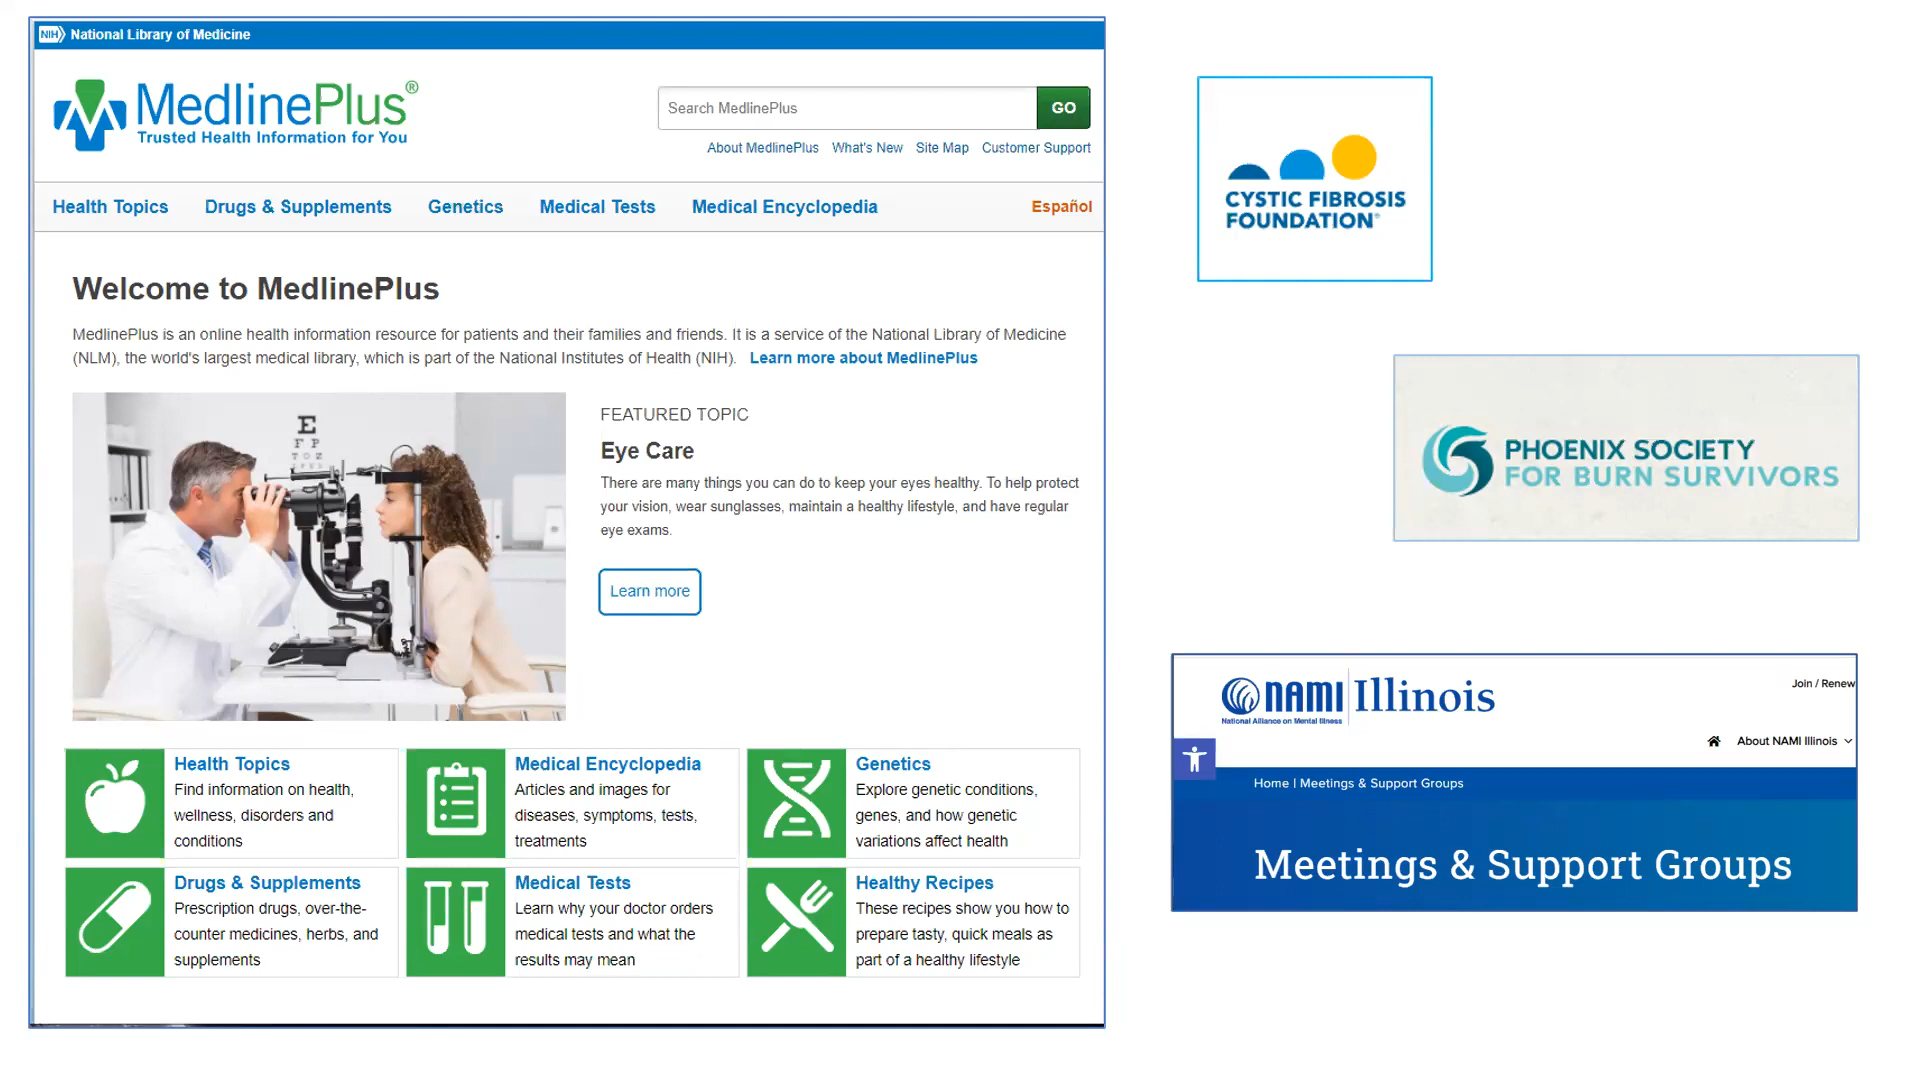 NIH National Library of Medicine
MedlinePlus®
Trusted Health Information for You
Search MedlinePlus
GO
About MedlinePlus What's New Site Map Customer Support
Health Topics Drugs & Supplements Genetics Medical Tests Medical Encyclopedia Español
Welcome to MedlinePlus
MedlinePlus is an online health information resource for patients and their families and friends. It is a service of the National Library of Medicine
(NLM), the world's largest medical library, which is part of the National Institutes of Health (NIH). Learn more about MedlinePlus
E
F P
T O Z
FEATURED TOPIC
Eye Care
There are many things you can do to keep your eyes healthy. To help protect
your vision, wear sunglasses, maintain a healthy lifestyle, and have regular
eye exams.
Learn more
Health Topics
Find information on health,
wellness, disorders and
conditions
Medical Encyclopedia
Articles and images for
diseases, symptoms, tests,
treatments
Genetics
Explore genetic conditions,
genes, and how genetic
variations affect health
Drugs & Supplements
Prescription drugs, over-the-
counter medicines, herbs, and
supplements
Medical Tests
Learn why your doctor orders
medical tests and what the
results may mean
Healthy Recipes
These recipes show you how to
prepare tasty, quick meals as
part of a healthy lifestyle
CYSTIC FIBROSIS
FOUNDATION®
PHOENIX SOCIETY
FOR BURN SURVIVORS
NAMI Illinois
National Alliance on Mental Illness
Join / Renew
About NAMI Illinois
Home | Meetings & Support Groups
Meetings & Support Groups